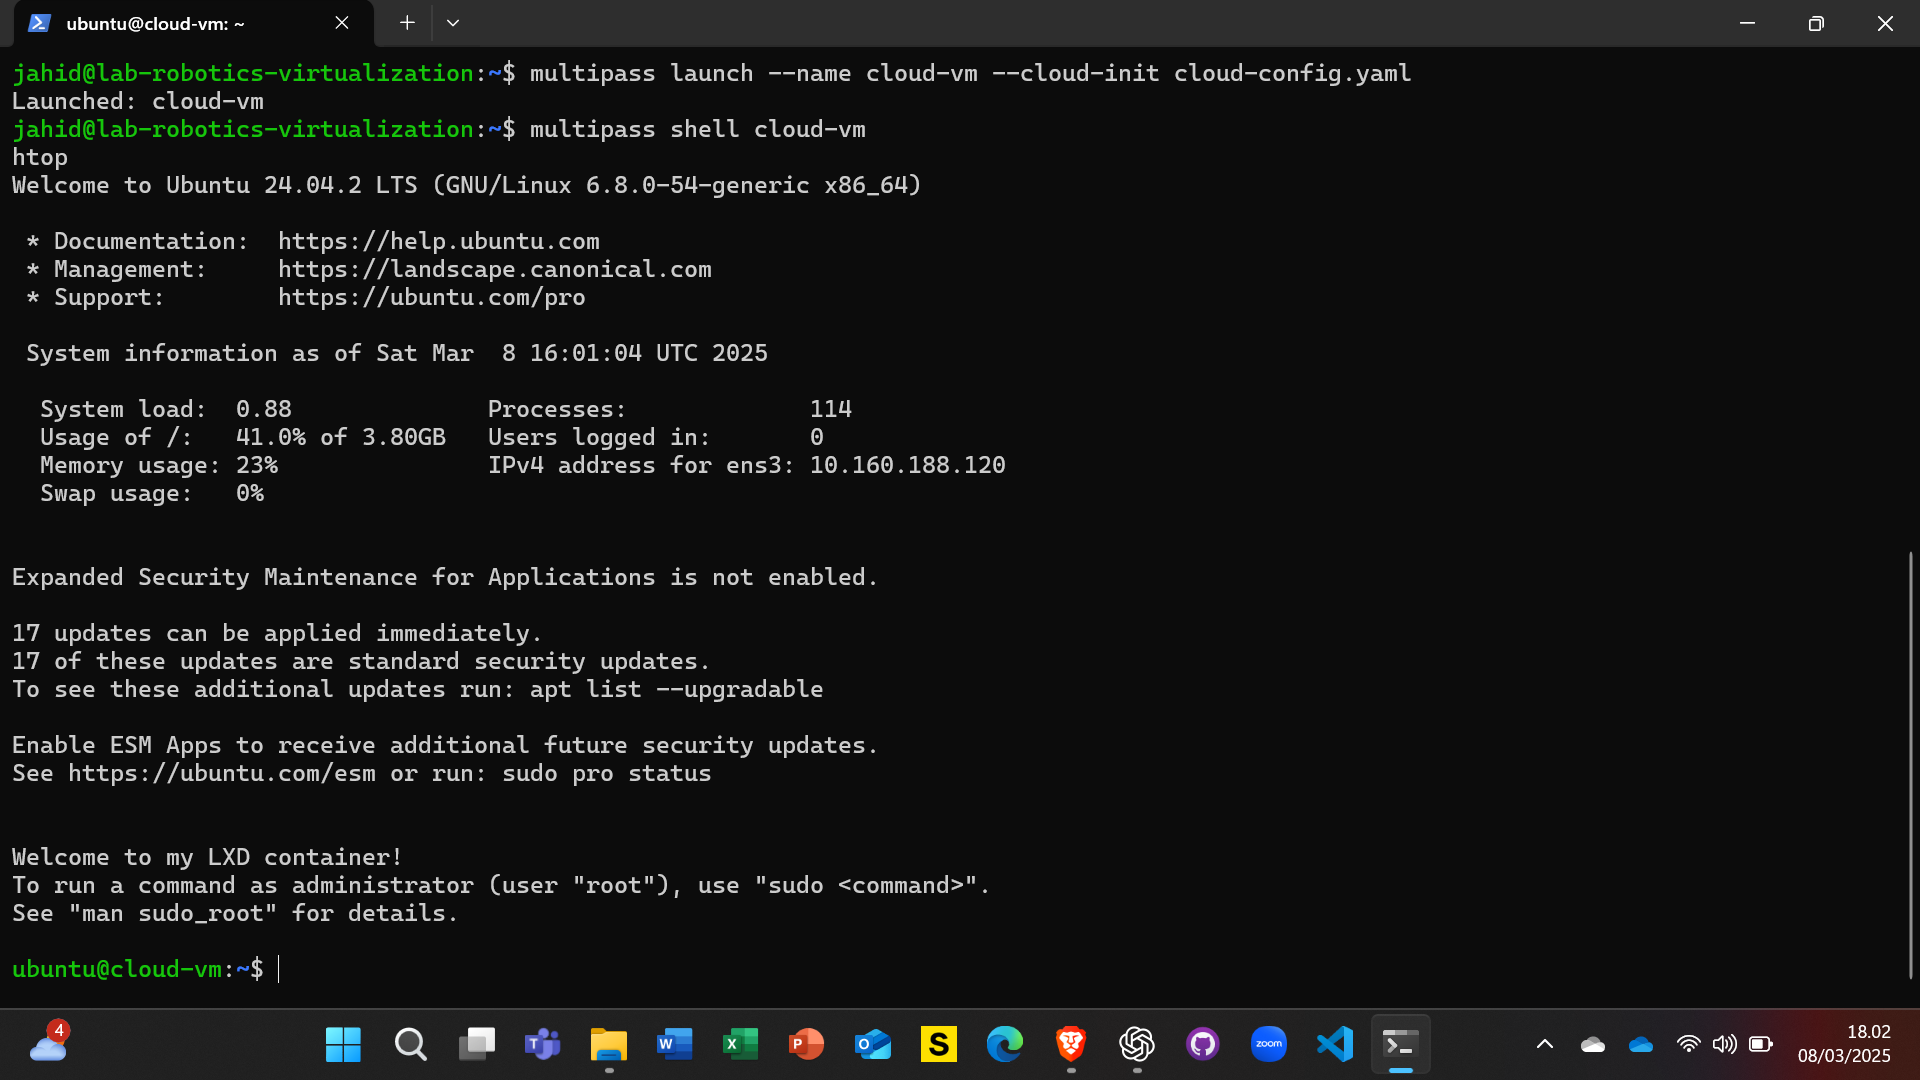 ubuntu@cloud-vm: ~
jahid@lab-robotics-virtualization:~$ multipass launch --name cloud-vm --cloud-init cloud-config.yaml
Launched: cloud-vm
jahid@lab-robotics-virtualization:~$ multipass shell cloud-vm
htop
Welcome to Ubuntu 24.04.2 LTS (GNU/Linux 6.8.0-54-generic x86_64)
* Documentation:  https://help.ubuntu.com
* Management:     https://landscape.canonical.com
* Support:        https://ubuntu.com/pro
System information as of Sat Mar  8 16:01:04 UTC 2025
System load:  0.88              Processes:             114
Usage of /:   41.0% of 3.80GB   Users logged in:       0
Memory usage: 23%               IPv4 address for ens3: 10.160.188.120
Swap usage:   0%
Expanded Security Maintenance for Applications is not enabled.
17 updates can be applied immediately.
17 of these updates are standard security updates.
To see these additional updates run: apt list --upgradable
Enable ESM Apps to receive additional future security updates.
See https://ubuntu.com/esm or run: sudo pro status
Welcome to my LXD container!
To run a command as administrator (user "root"), use "sudo <command>".
See "man sudo_root" for details.
ubuntu@cloud-vm:~$
4
T
W
X
P
O
S
zoom
18.02
08/03/2025